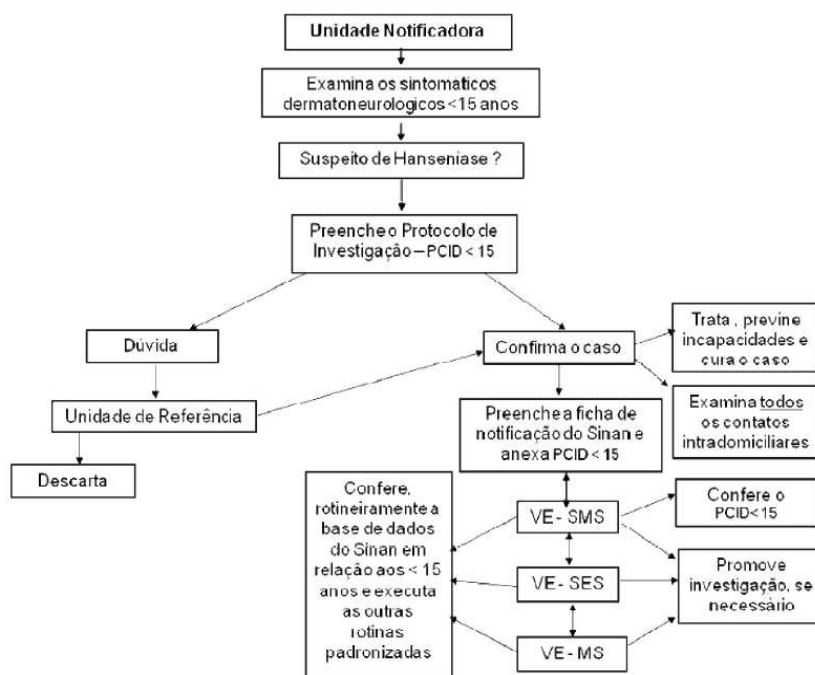 Unidade Notificadora
Examina os sintomáticos
dermatoneurológicos <15 anos
Suspeito de Hanseníase ?
Preenche o Protocolo de
Investigação – PCID < 15
Dúvida
Confirma o caso
Trata , previne
incapacidades e
cura o caso
Unidade de Referência
Examina todos
os contatos
intradomiciliares
Preenche a ficha de
notificação do Sinan e
anexa PCID < 15
Descarta
Confere,
rotineiramente a
base de dados
do Sinan em
relação aos < 15
anos e executa
as outras
rotinas
padronizadas
VE - SMS
Confere o
PCID<15
VE - SES
Promove
investigação, se
necessário
VE - MS